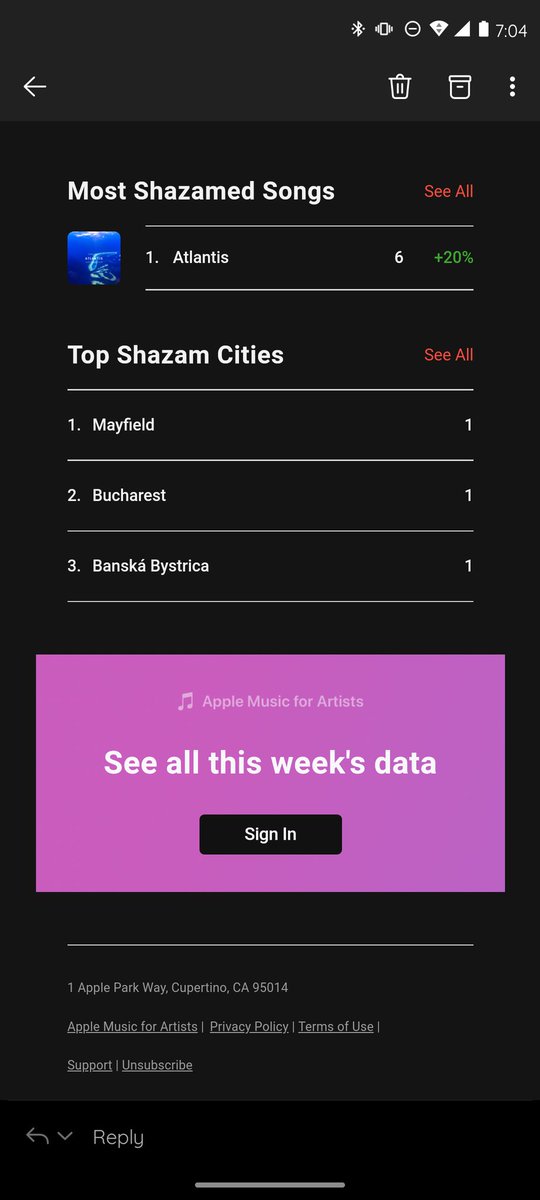 7:04
Most Shazamed Songs See All
1. Atlantis 6 +20%
Top Shazam Cities See All
1. Mayfield 1
2. Bucharest 1
3. Banská Bystrica 1
Apple Music for Artists
See all this week's data
Sign In
1 Apple Park Way, Cupertino, CA 95014
Apple Music for Artists | Privacy Policy | Terms of Use |
Support | Unsubscribe
Reply